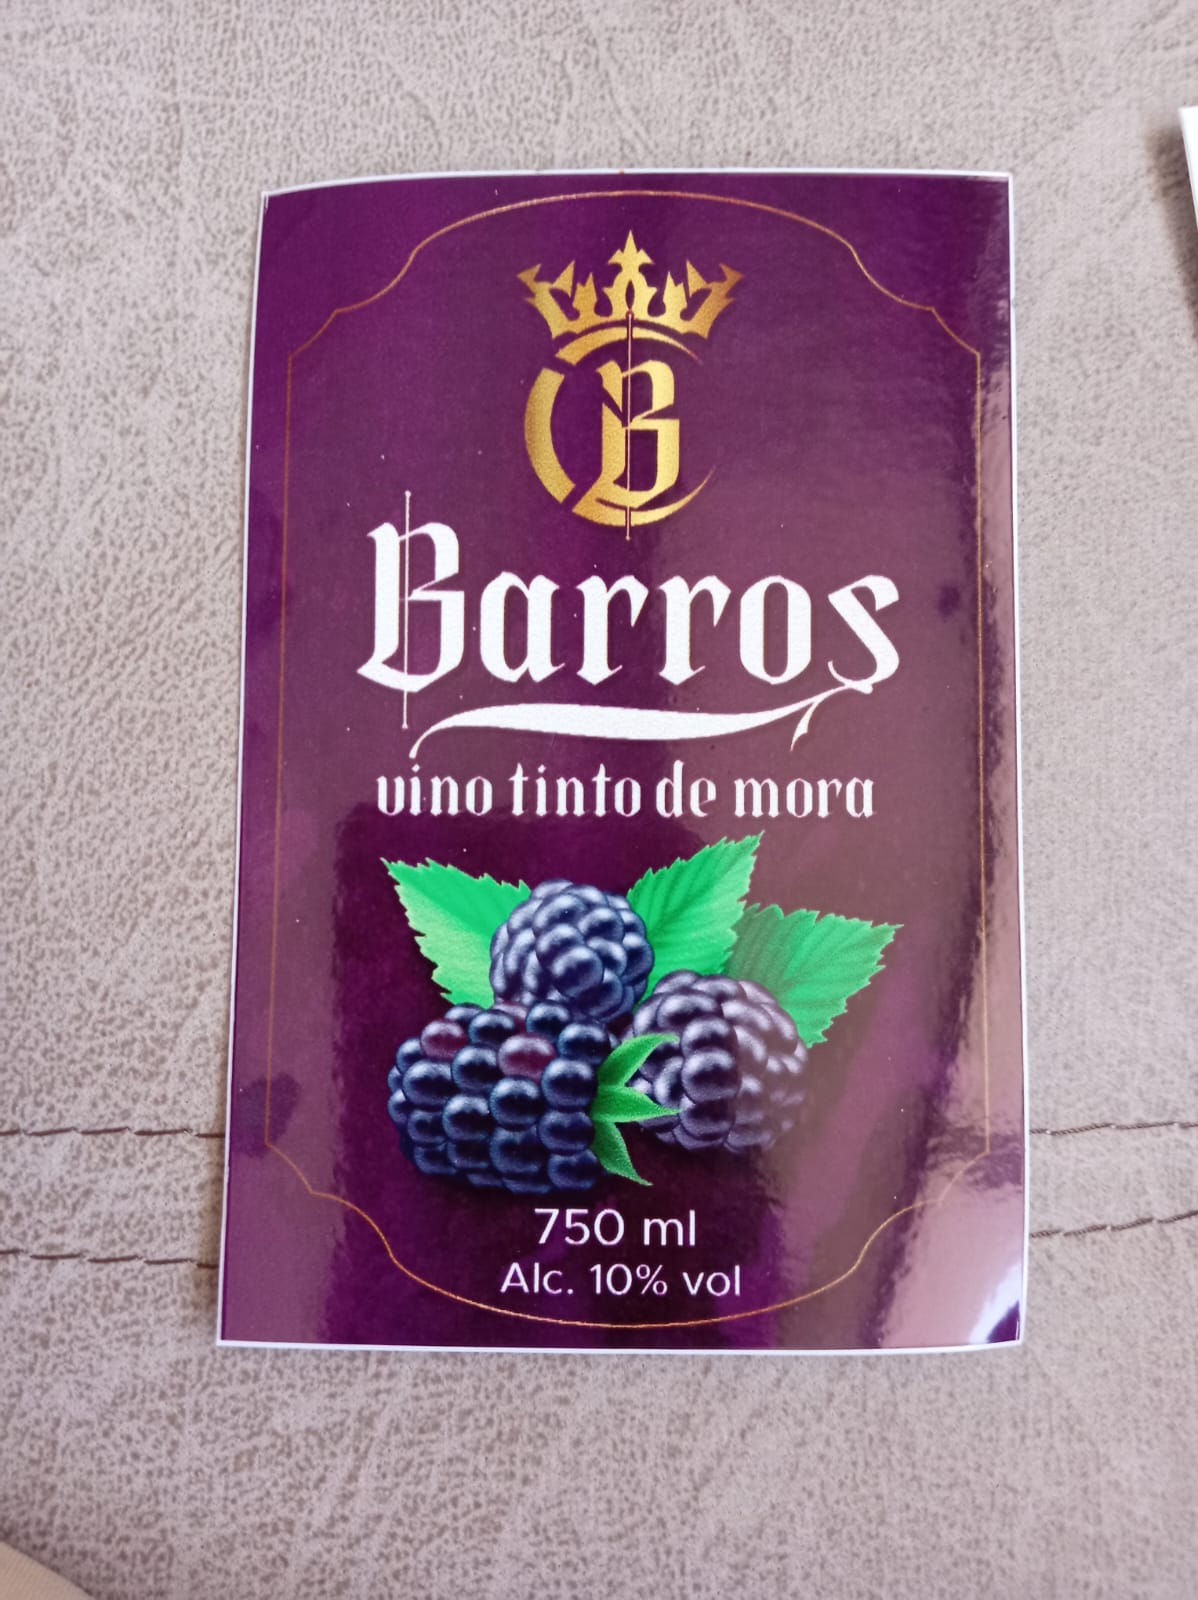 B
Barros
vino tinto de mora
750 ml
Alc. 10% vol